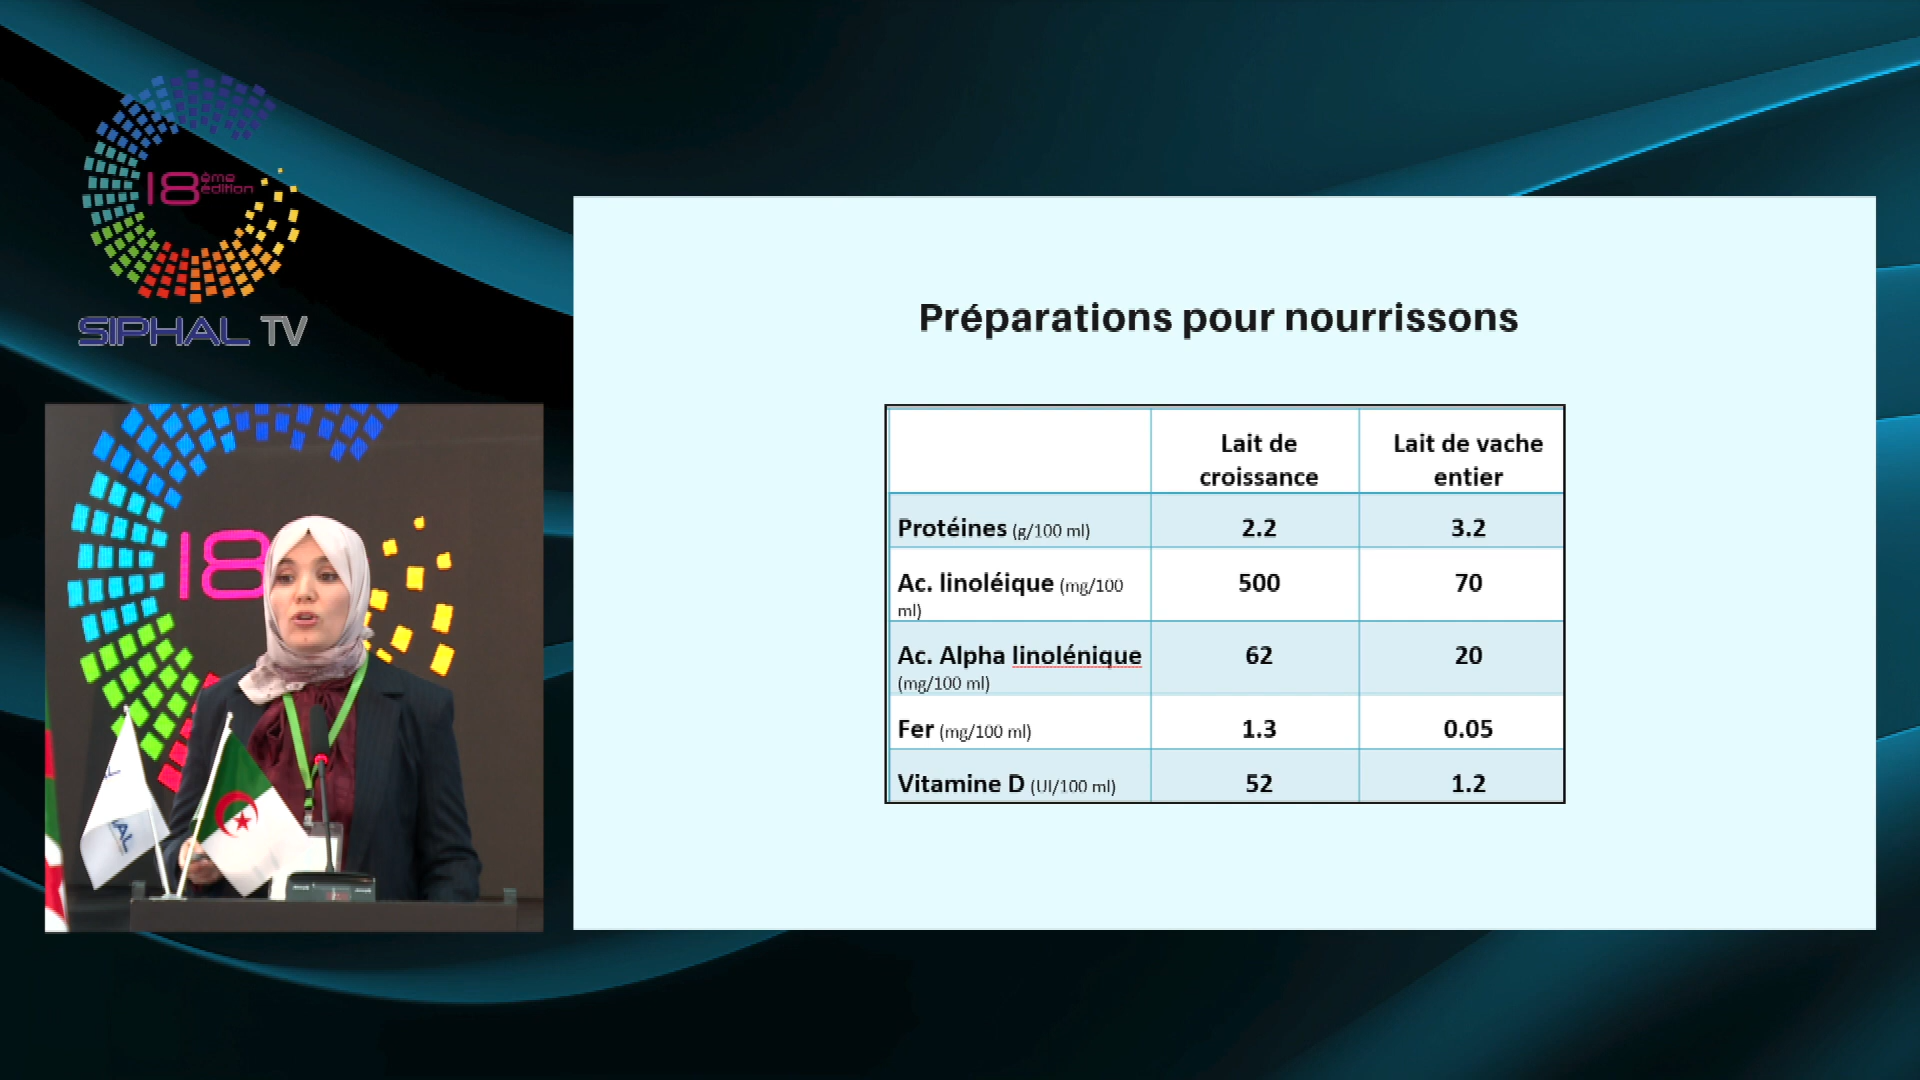 18 ème
édition
SIPHAL TV
18
Préparations pour nourrissons
Lait de
croissance
Lait de vache
entier
Protéines (g/100 ml)
2.2
3.2
Ac. linoléique (mg/100
ml)
500
70
Ac. Alpha linolénique
(mg/100 ml)
62
20
Fer (mg/100 ml)
1.3
0.05
Vitamine D (UI/100 ml)
52
1.2